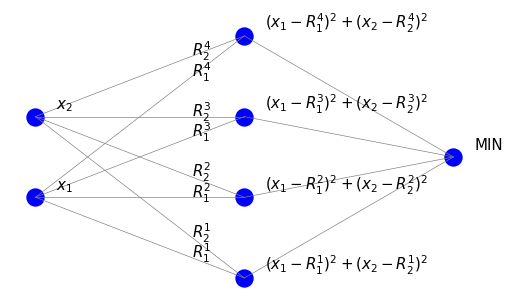 $(x_1 - R_1^4)^2 + (x_2 - R_2^4)^2$
$R_2^4$
$R_1^4$
$x_2$
$(x_1 - R_1^3)^2 + (x_2 - R_2^3)^2$
$R_2^3$
$R_1^3$
MIN
$R_2^2$
$x_1$
$R_1^2$
$(x_1 - R_1^2)^2 + (x_2 - R_2^2)^2$
$R_2^1$
$R_1^1$
$(x_1 - R_1^1)^2 + (x_2 - R_2^1)^2$